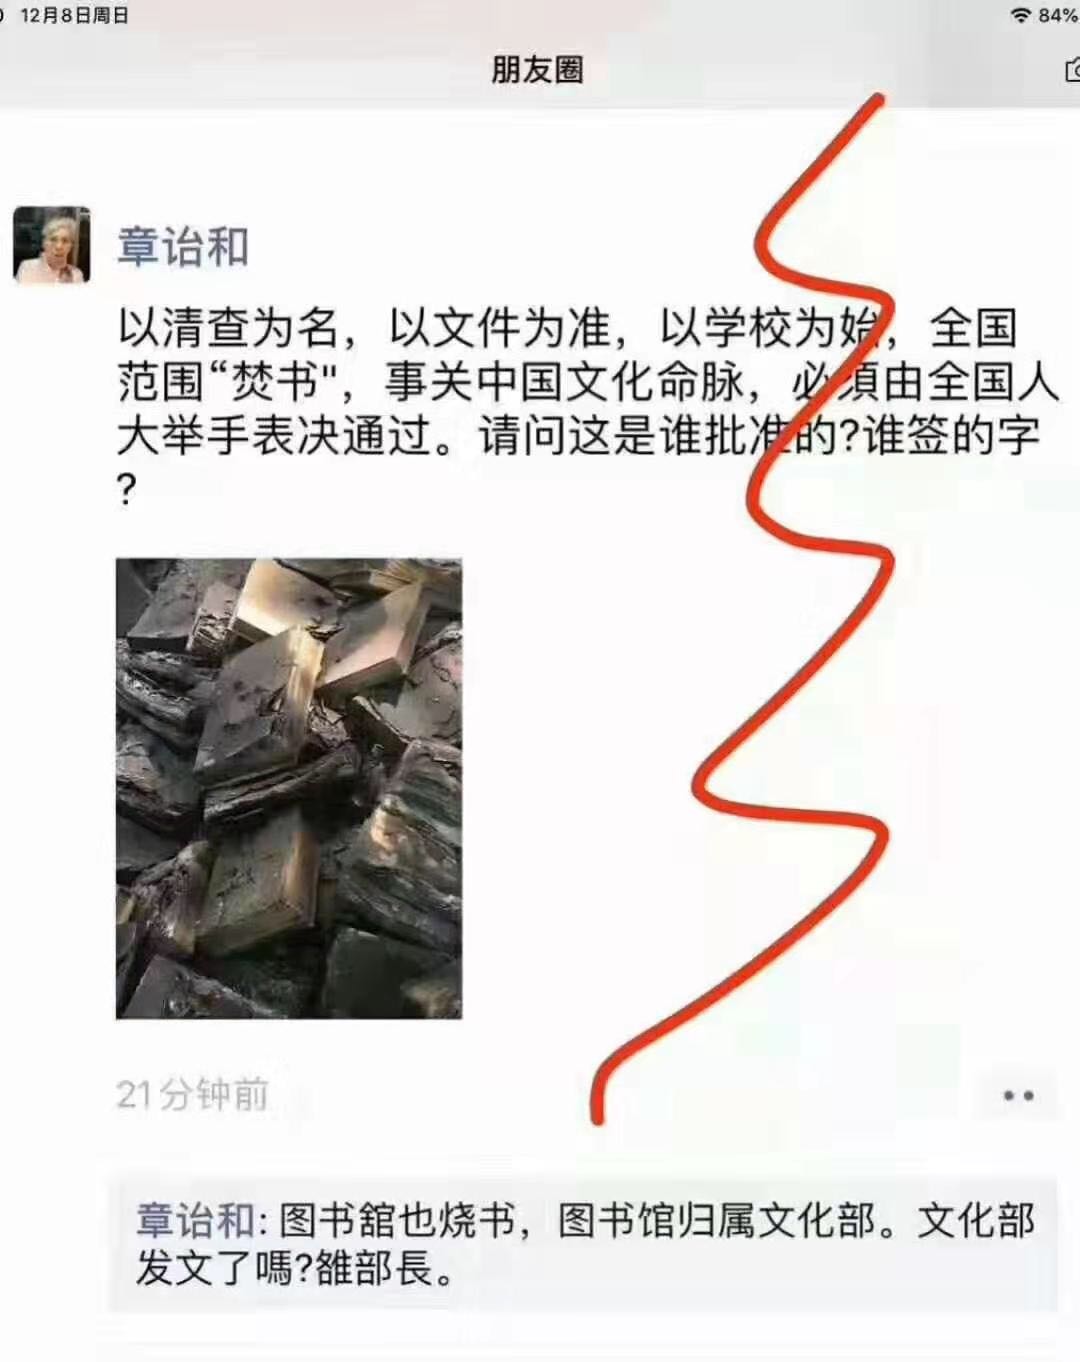 12月8日周日
84%
朋友圈
章诒和
以清查为名，以文件为准，以学校为始，全国
范围“焚书"，事关中国文化命脉，必須由全国人
大举手表决通过。请问这是谁批准的?谁签的字
?
21分钟前
章诒和: 图书舘也烧书，图书馆归属文化部。文化部
发文了嗎?雒部長。